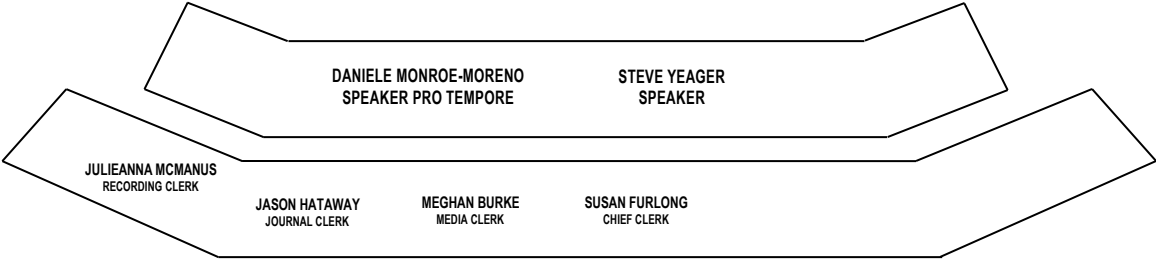 DANIELE MONROE-MORENO
SPEAKER PRO TEMPORE
STEVE YEAGER
SPEAKER
JULIEANNA MCMANUS
RECORDING CLERK
JASON HATAWAY
JOURNAL CLERK
MEGHAN BURKE
MEDIA CLERK
SUSAN FURLONG
CHIEF CLERK